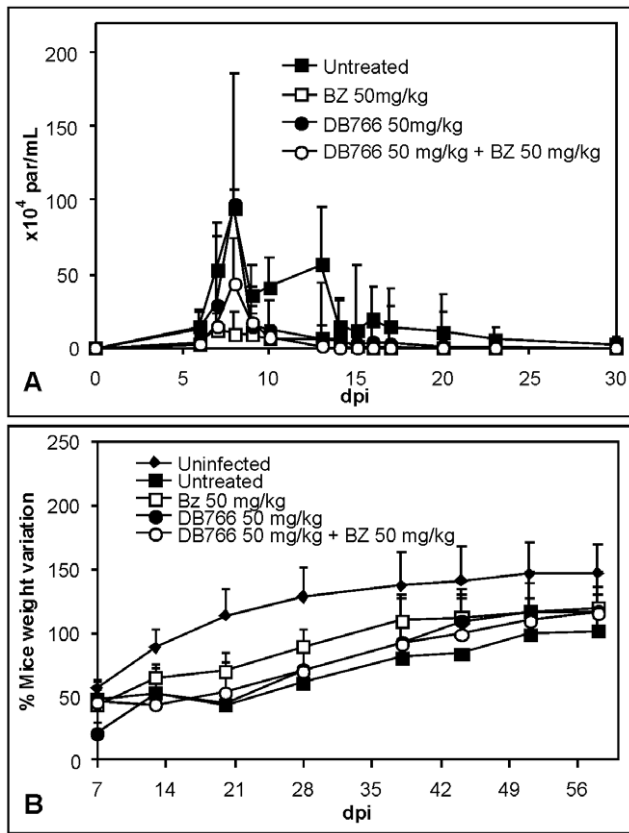 200
150
100
50
0
x10⁴ par/mL
Untreated
BZ 50mg/kg
DB766 50mg/kg
DB766 50 mg/kg + BZ 50 mg/kg
0 5 10 15 20 25 30
dpi
A
250
200
150
100
50
0
% Mice weight variation
Uninfected
Untreated
Bz 50 mg/kg
DB766 50 mg/kg
DB766 50 mg/kg + BZ 50 mg/kg
7 14 21 28 35 42 49 56
dpi
B